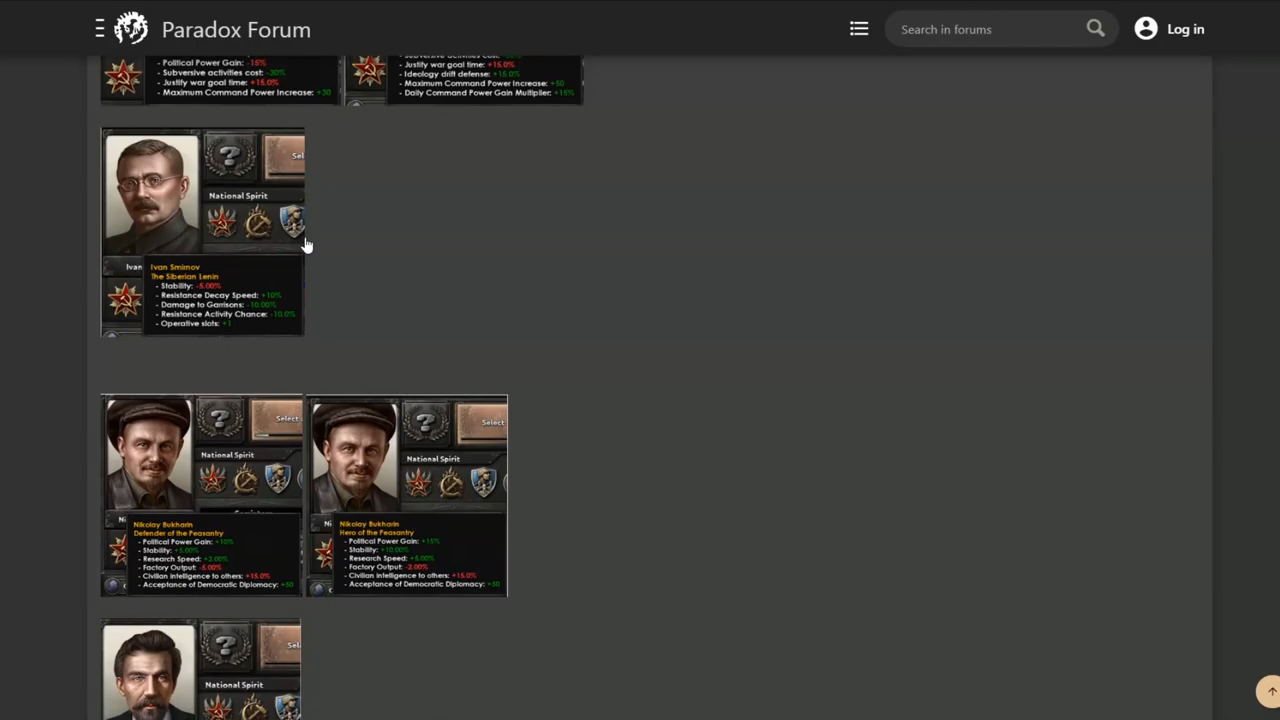 Paradox Forum
Search in forums
Log in
- Political Power Gain: -15%
- Subversive activities cost: -30%
- Justify war goal time: +15.0%
- Maximum Command Power Increase: +30
- Justify war goal time: +15.0%
- Ideology drift defense: +15.0%
- Maximum Command Power Increase: +50
- Daily Command Power Gain Multiplier: +15%
Sel
National Spirit
Ivan
Ivan Smirnov
The Siberian Lenin
- Stability: -5.00%
- Resistance Decay Speed: +10%
- Damage to Garrisons: -10.00%
- Resistance Activity Chance: -10.0%
- Operative slots: +1
Select
National Spirit
Ni
Nikolay Bukharin
Defender of the Peasantry
- Political Power Gain: +10%
- Stability: +5.00%
- Research Speed: +2.00%
- Factory Output: -5.00%
- Civilian intelligence to others: +15.0%
- Acceptance of Democratic Diplomacy: +50
Select
National Spirit
Ni
Nikolay Bukharin
Hero of the Peasantry
- Political Power Gain: +15%
- Stability: +10.00%
- Research Speed: +5.00%
- Factory Output: -2.00%
- Civilian intelligence to others: +15.0%
- Acceptance of Democratic Diplomacy: +50
Sel
National Spirit